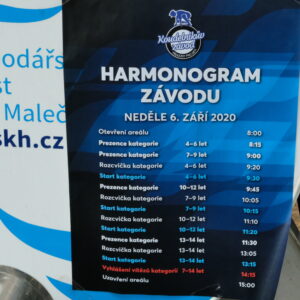 Koudelníkův
závod
HARMONOGRAM
ZÁVODU
NEDĚLE 6. ZÁŘÍ 2020
Otevření areálu 8:00
Prezence kategorie 4–6 let 8:15
Prezence kategorie 7–9 let 9:00
Rozcvička kategorie 4–6 let 9:20
Start kategorie 4–6 let 9:30
Prezence kategorie 10–12 let 9:45
Rozcvička kategorie 7–9 let 10:05
Start kategorie 7–9 let 10:15
Rozcvička kategorie 10–12 let 11:10
Start kategorie 10–12 let 11:20
Prezence kategorie 13–14 let 11:30
Rozcvička kategorie 13–14 let 13:05
Start kategorie 13–14 let 13:15
Vyhlášení vítězů kategorií 7–14 let 14:15
Uzavření areálu 15:00
odářs
st
Maleč
skh.cz